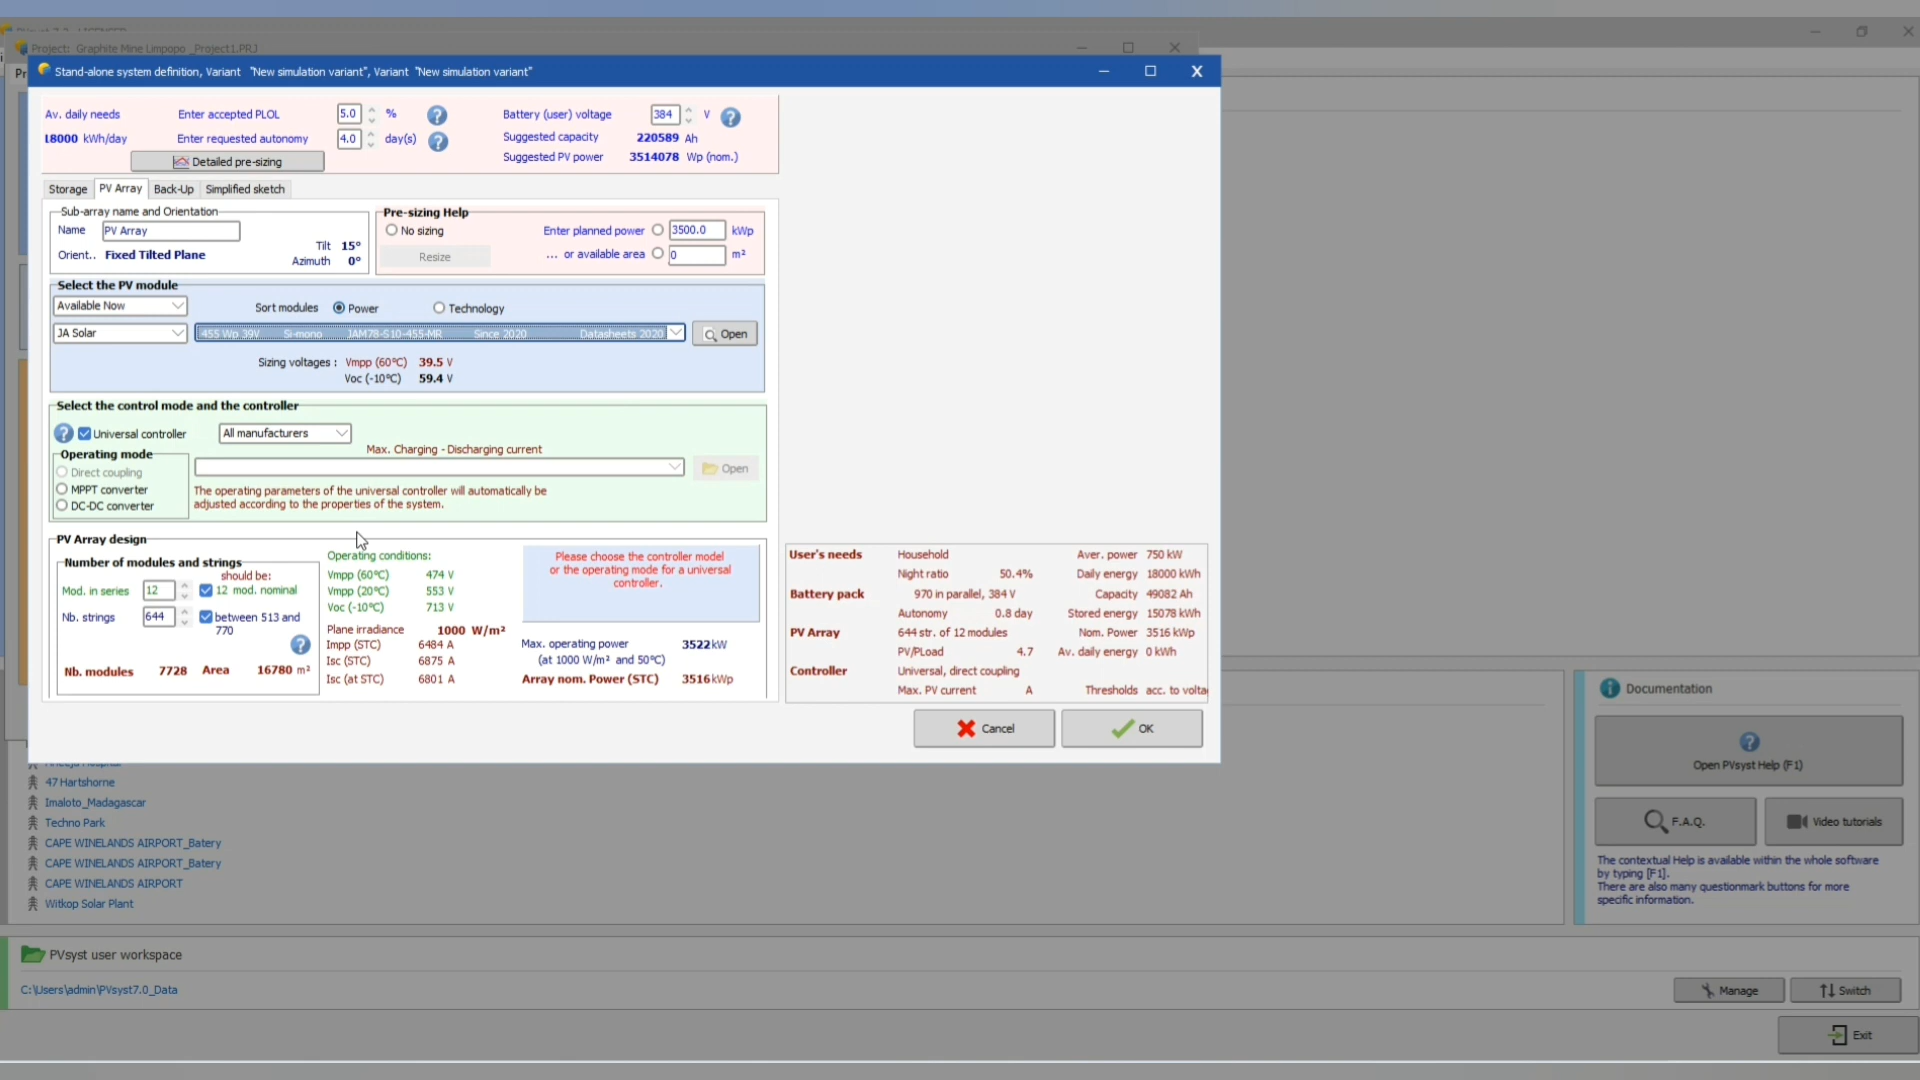 Project: Graphite Mine Limpopo _Project1.PRJ
Stand-alone system definition, Variant "New simulation variant", Variant "New simulation variant"
Av. daily needs
18000 kWh/day
Enter accepted PLOL 5.0 %
Enter requested autonomy 4.0 day(s)
Detailed pre-sizing
Battery (user) voltage 384 V
Suggested capacity 220589 Ah
Suggested PV power 3514078 Wp (nom.)
Storage PV Array Back-Up Simplified sketch
Sub-array name and Orientation
Name PV Array
Orient.. Fixed Tilted Plane
Tilt 15°
Azimuth 0°
Pre-sizing Help
No sizing
Enter planned power 3500.0 kWp
Resize
... or available area 0 m²
Select the PV module
Available Now
Sort modules Power Technology
JA Solar
455 Wp 39V Si-mono JAM78-S10-455-MR Since 2020 Datasheets 2020
Open
Sizing voltages : Vmpp (60°C) 39.5 V
Voc (-10°C) 59.4 V
Select the control mode and the controller
Universal controller
All manufacturers
Max. Charging - Discharging current
Open
Operating mode
Direct coupling
MPPT converter
DC-DC converter
The operating parameters of the universal controller will automatically be
adjusted according to the properties of the system.
PV Array design
Number of modules and strings
should be:
Mod. in series 12 12 mod. nominal
Nb. strings 644 between 513 and
770
Nb. modules 7728 Area 16780 m²
Operating conditions:
Vmpp (60°C) 474 V
Vmpp (20°C) 553 V
Voc (-10°C) 713 V
Plane irradiance 1000 W/m²
Impp (STC) 6484 A
Isc (STC) 6875 A
Isc (at STC) 6801 A
Please choose the controller model
or the operating mode for a universal
controller.
Max. operating power 3522 kW
(at 1000 W/m² and 50°C)
Array nom. Power (STC) 3516 kWp
User's needs Household Aver. power 750 kW
Night ratio 50.4% Daily energy 18000 kWh
Battery pack 970 in parallel, 384 V Capacity 49082 Ah
Autonomy 0.8 day Stored energy 15078 kWh
PV Array 644 str. of 12 modules Nom. Power 3516 kWp
PV/PLoad 4.7 Av. daily energy 0 kWh
Controller Universal, direct coupling
Max. PV current A Thresholds acc. to volta
Cancel
OK
47 Hartshorne
Imaloto_Madagascar
Techno Park
CAPE WINELANDS AIRPORT_Batery
CAPE WINELANDS AIRPORT_Batery
CAPE WINELANDS AIRPORT
Witkop Solar Plant
Documentation
Open PVsyst Help (F1)
F.A.Q.
Video tutorials
The contextual Help is available within the whole software
by typing [F1].
There are also many questionmark buttons for more
specific information.
PVsyst user workspace
C:\Users\admin\PVsyst7.0_Data
Manage
Switch
Exit